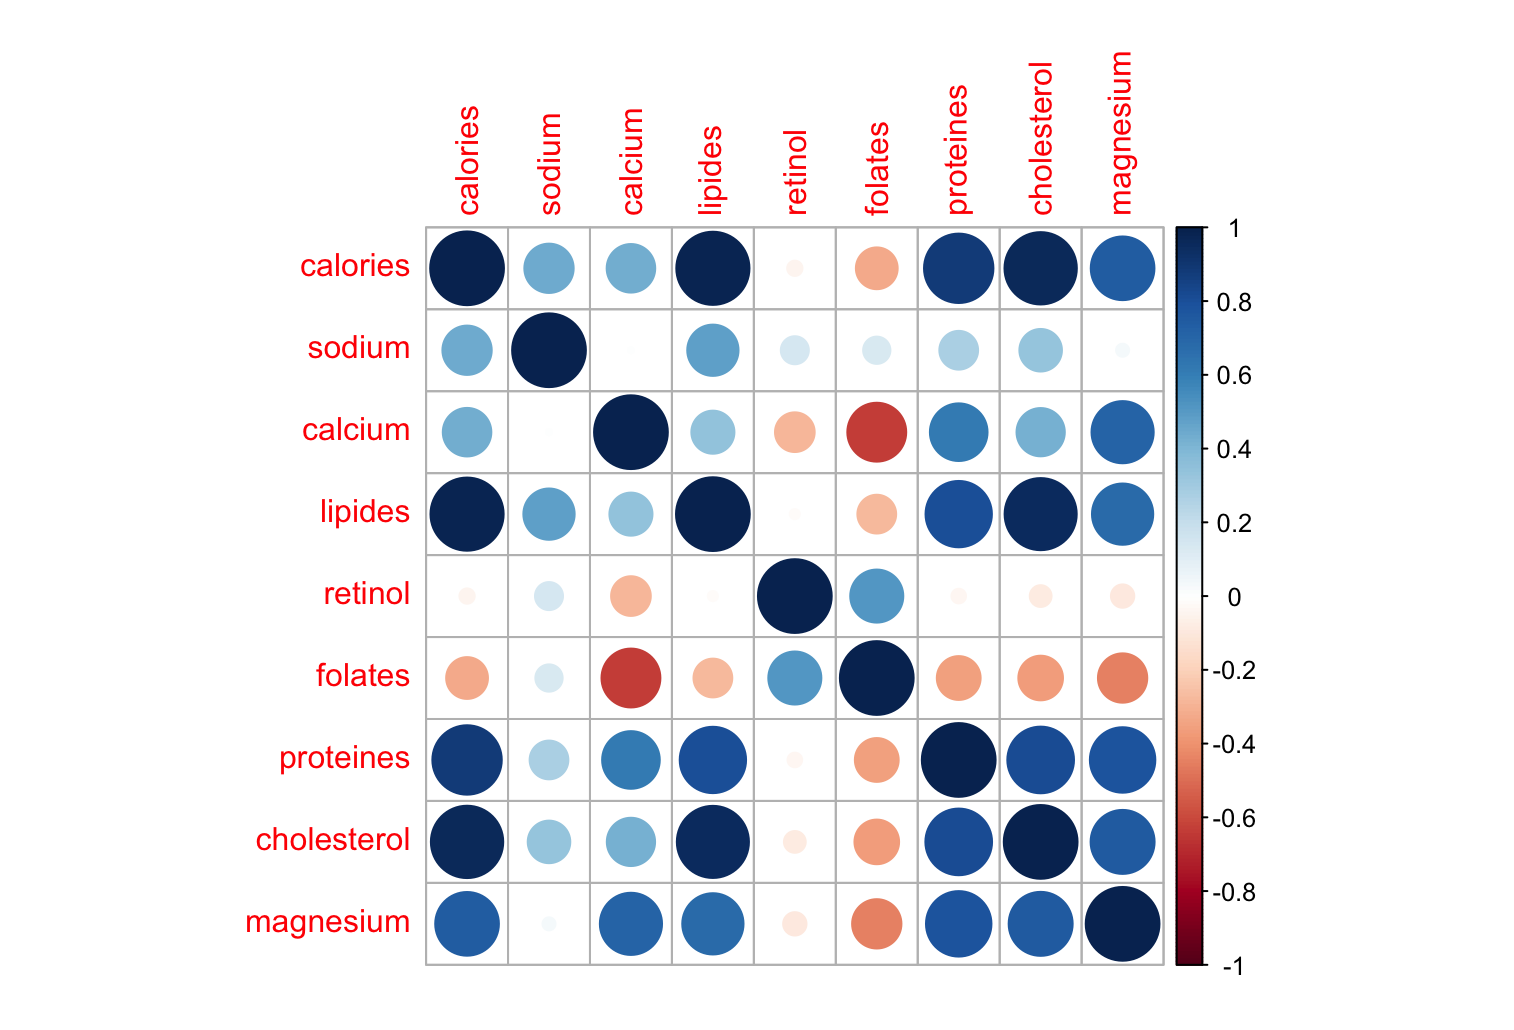 calories
sodium
calcium
lipides
retinol
folates
proteines
cholesterol
magnesium
calories
sodium
calcium
lipides
retinol
folates
proteines
cholesterol
magnesium
1
0.8
0.6
0.4
0.2
0
-0.2
-0.4
-0.6
-0.8
-1